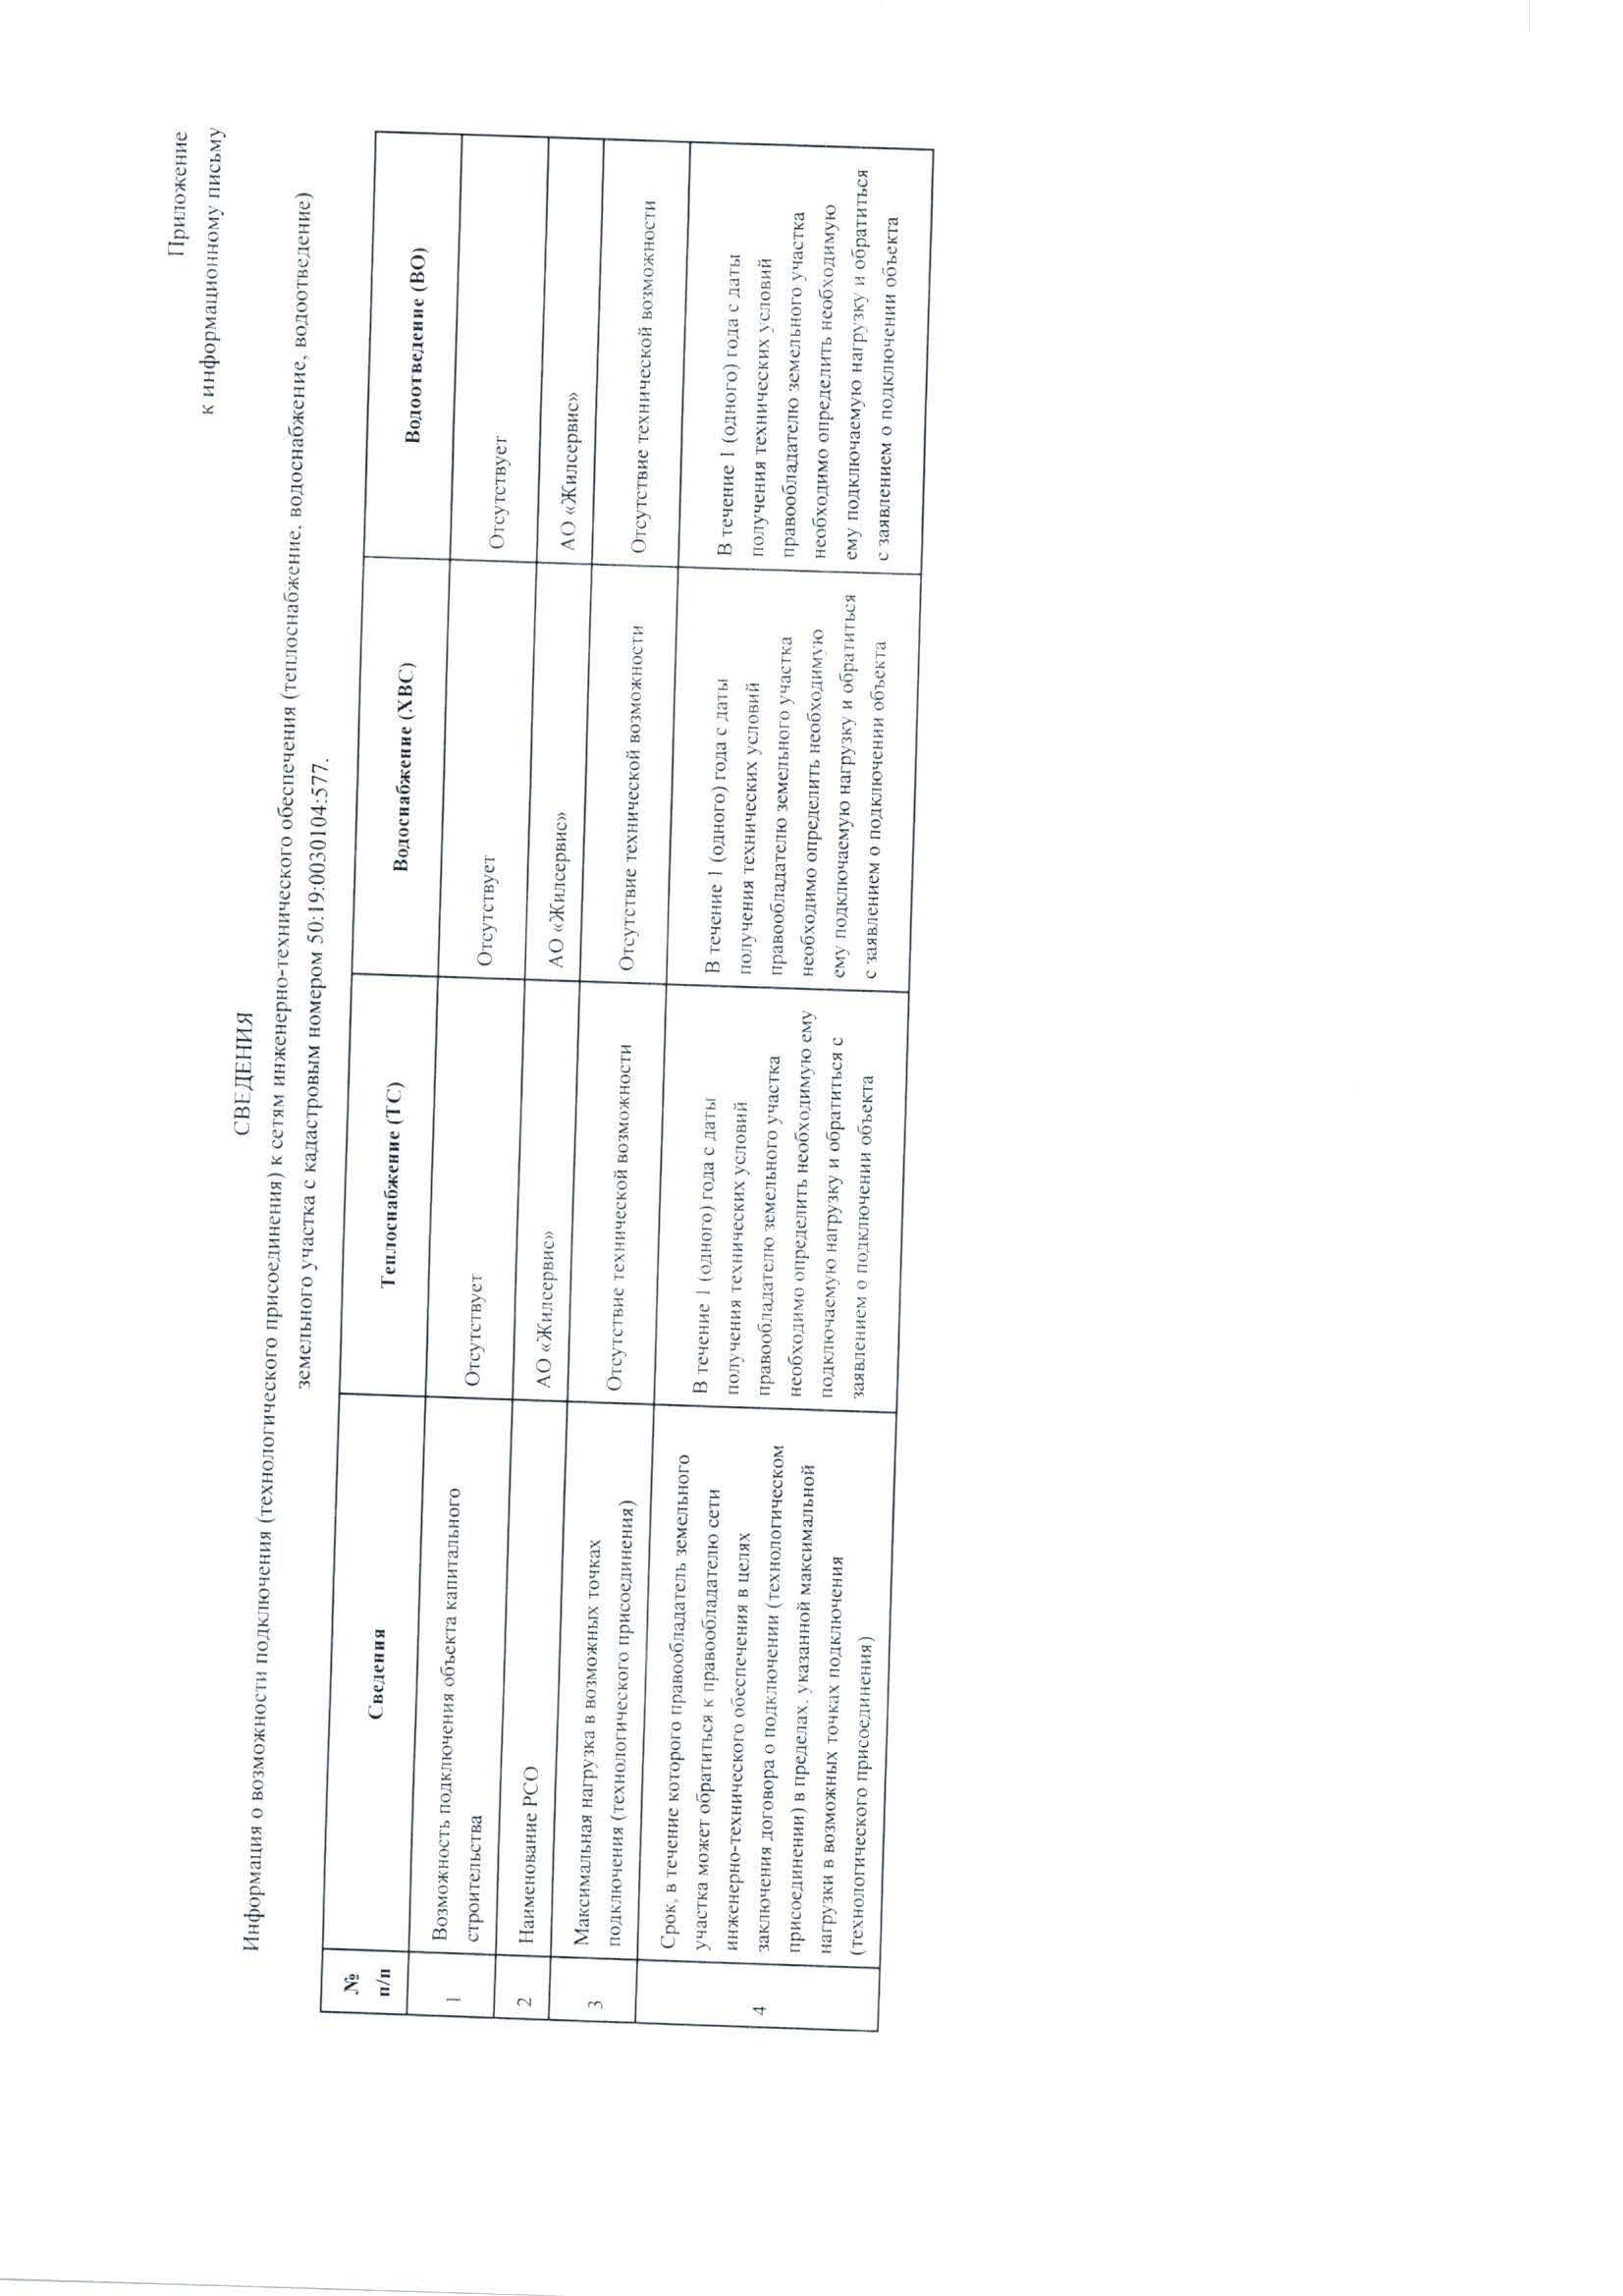 Приложение
к информационному письму
СВЕДЕНИЯ
Информация о возможности подключения (технологического присоединения) к сетям инженерно-технического обеспечения (теплоснабжение, водоснабжение, водоотведение)
земельного участка с кадастровым номером 50:19:0030104:577.
№
п/п
Сведения
Теплоснабжение (ТС)
Водоснабжение (ХВС)
Водоотведение (ВО)
1
Возможность подключения объекта капитального
строительства
Отсутствует
Отсутствует
Отсутствует
2
Наименование РСО
АО «Жилсервис»
АО «Жилсервис»
АО «Жилсервис»
3
Максимальная нагрузка в возможных точках
подключения (технологического присоединения)
Отсутствие технической возможности
Отсутствие технической возможности
Отсутствие технической возможности
4
Срок, в течение которого правообладатель земельного
участка может обратиться к правообладателю сети
инженерно-технического обеспечения в целях
заключения договора о подключении (технологическом
присоединении) в пределах, указанной максимальной
нагрузки в возможных точках подключения
(технологического присоединения)
В течение 1 (одного) года с даты
получения технических условий
правообладателю земельного участка
необходимо определить необходимую ему
подключаемую нагрузку и обратиться с
заявлением о подключении объекта
В течение 1 (одного) года с даты
получения технических условий
правообладателю земельного участка
необходимо определить необходимую
ему подключаемую нагрузку и обратиться
с заявлением о подключении объекта
В течение 1 (одного) года с даты
получения технических условий
правообладателю земельного участка
необходимо определить необходимую
ему подключаемую нагрузку и обратиться
с заявлением о подключении объекта